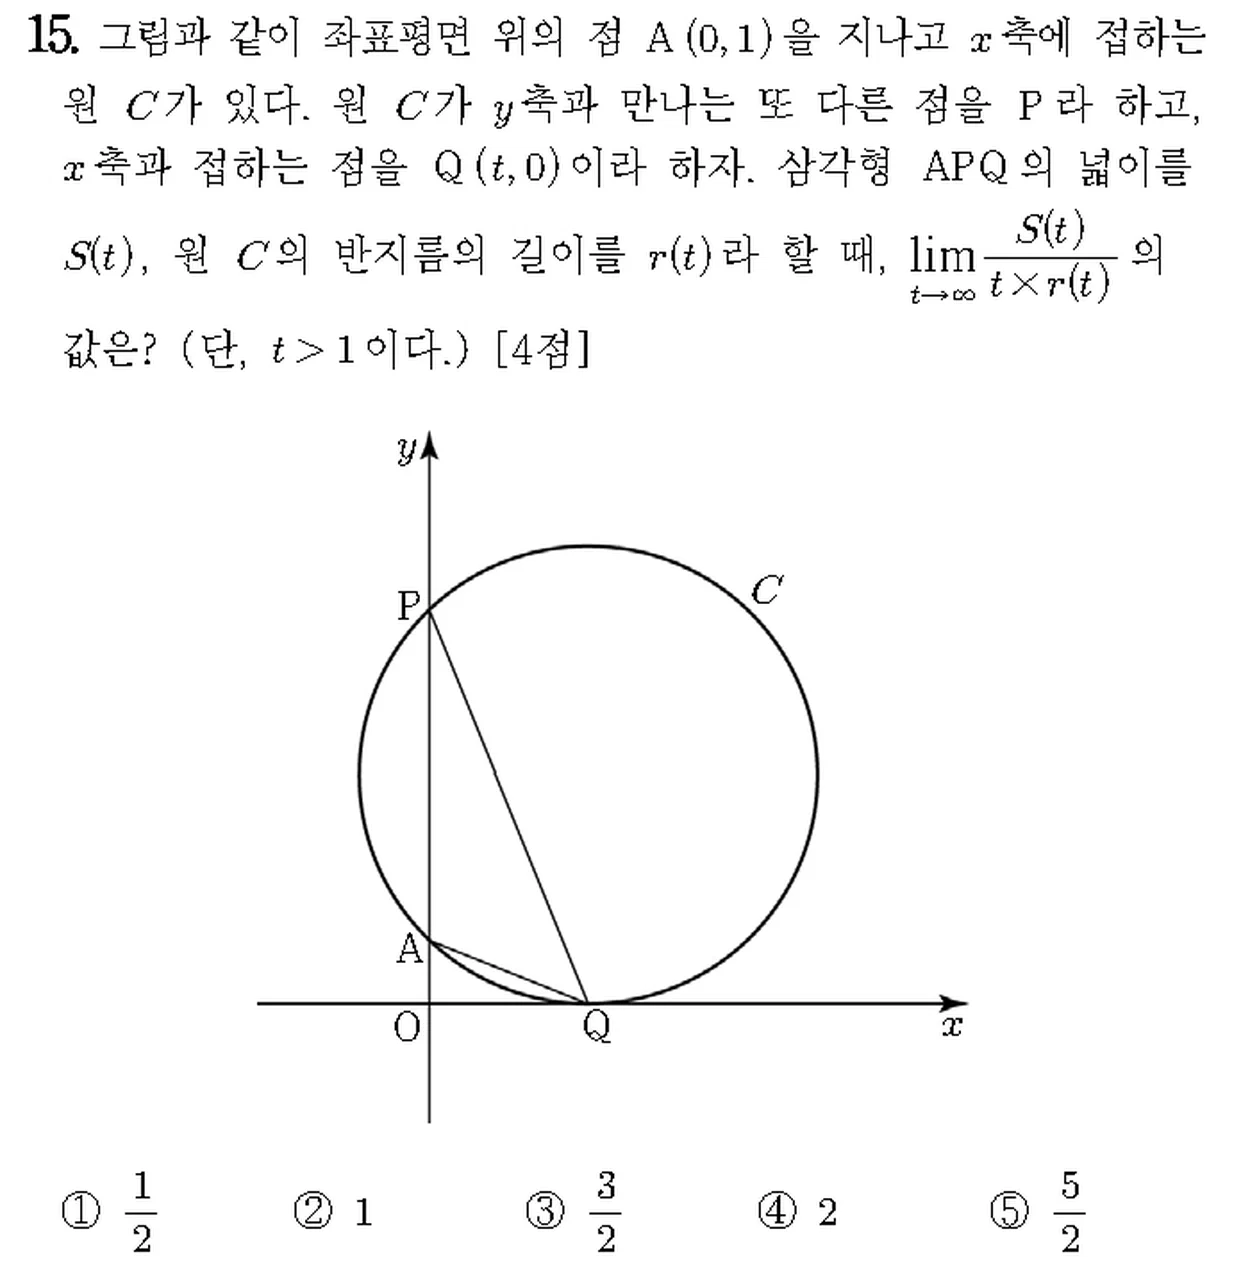 15. 그림과 같이 좌표평면 위의 점 A(0, 1)을 지나고 x축에 접하는
원 C가 있다. 원 C가 y축과 만나는 또 다른 점을 P라 하고,
x축과 접하는 점을 Q(t, 0)이라 하자. 삼각형 APQ의 넓이를
S(t), 원 C의 반지름의 길이를 r(t)라 할 때, lim_{t→∞} \frac{S(t)}{t×r(t)}의
값은? (단, t>1이다.) [4점]
y
P
C
A
O
Q
x
① \frac{1}{2} ② 1 ③ \frac{3}{2} ④ 2 ⑤ \frac{5}{2}